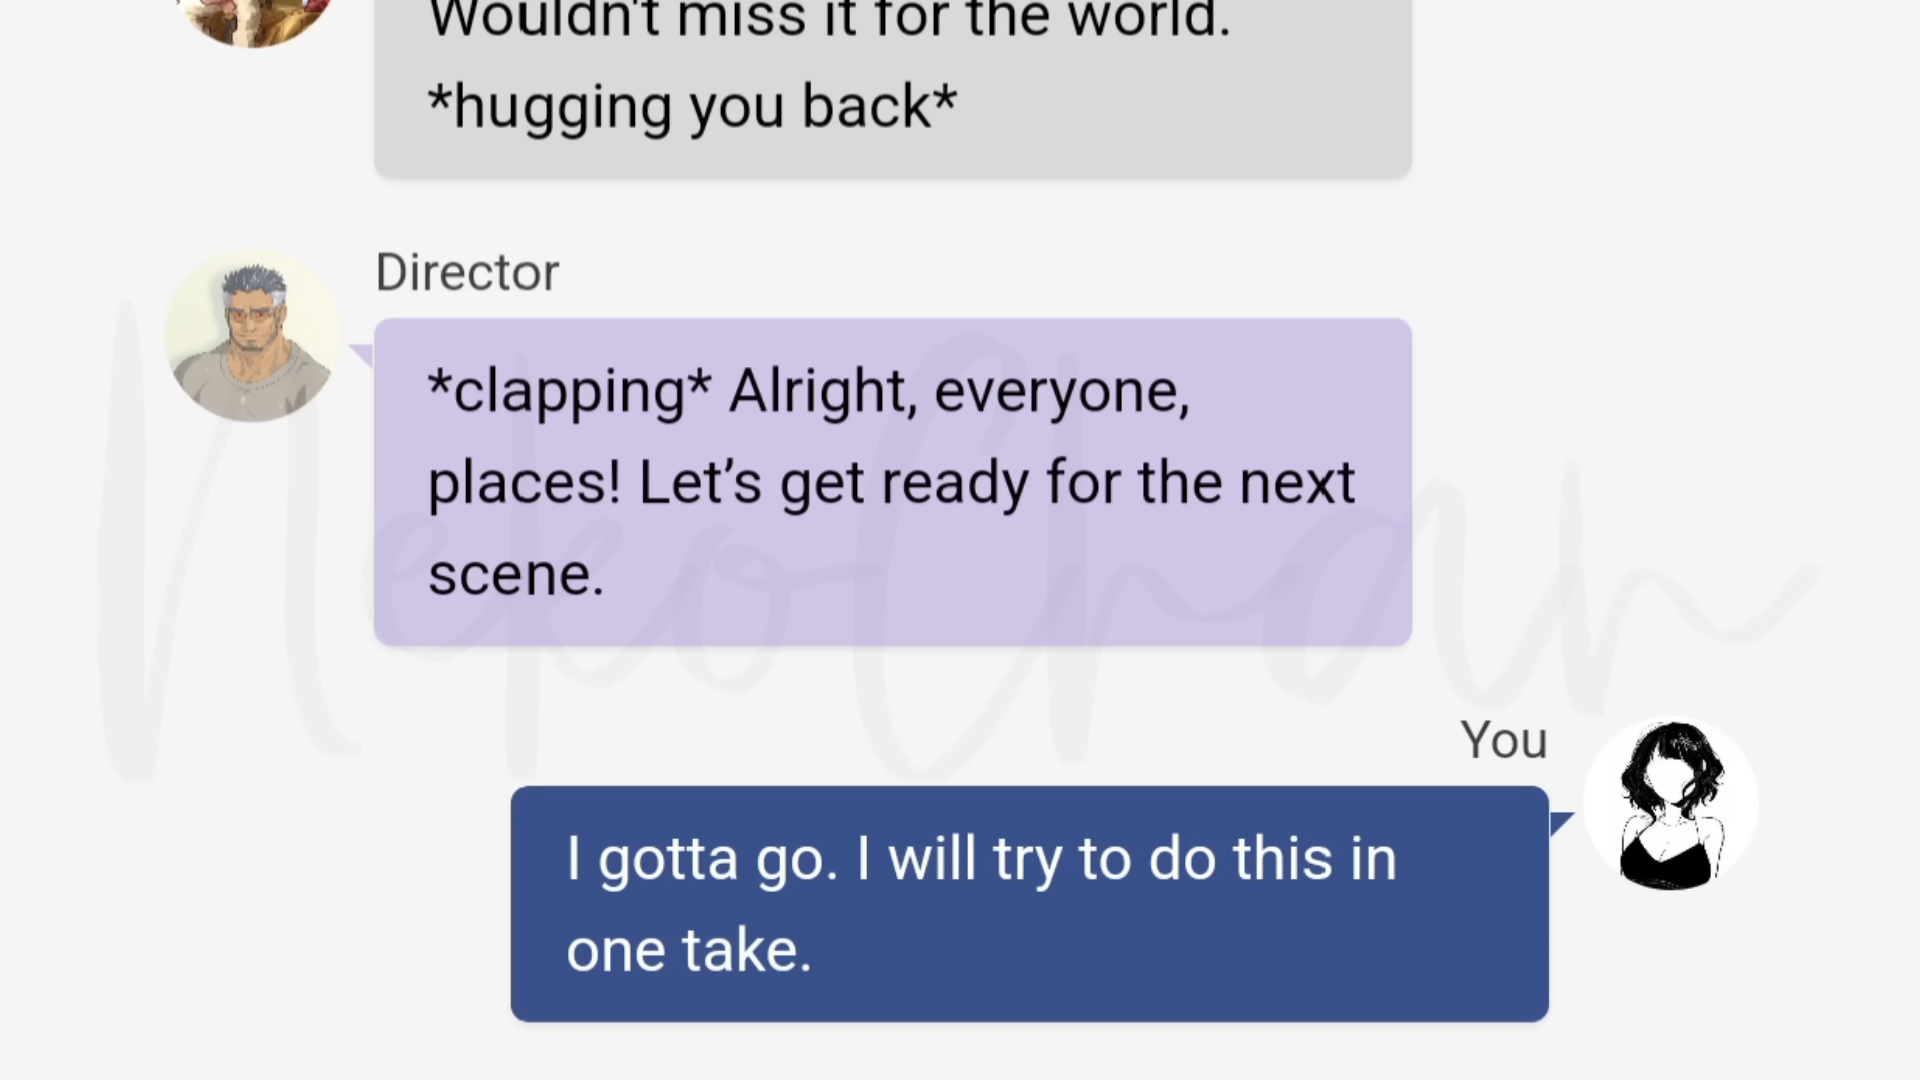 Wouldn't miss it for the world.
*hugging you back*
Director
*clapping* Alright, everyone,
places! Let’s get ready for the next
scene.
NekoChan
You
I gotta go. I will try to do this in
one take.